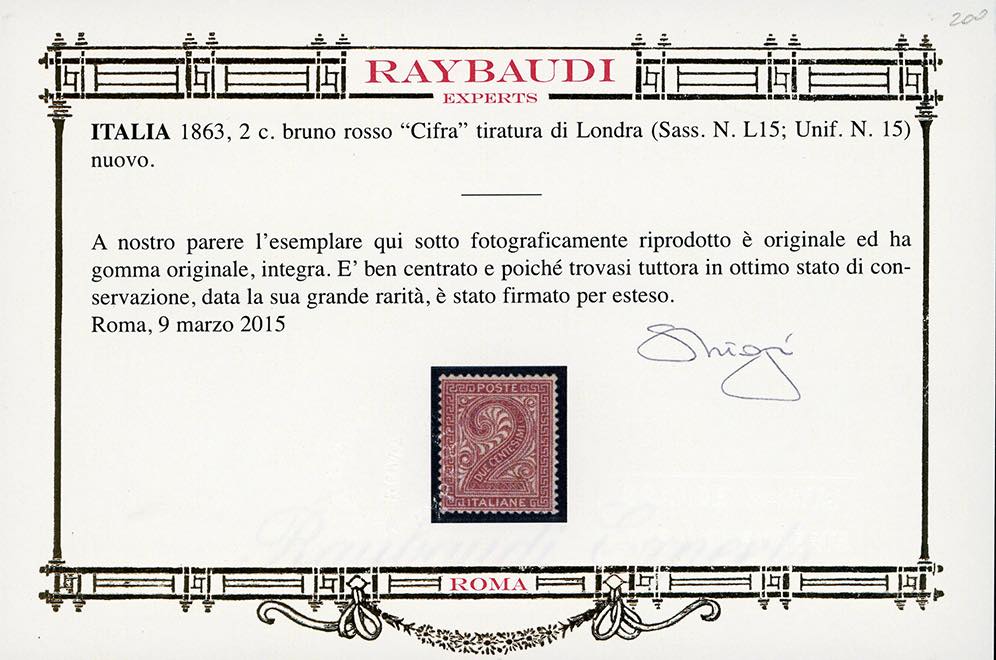 200
RAYBAUDI
EXPERTS
ITALIA 1863, 2 c. bruno rosso “Cifra” tiratura di Londra (Sass. N. L15; Unif. N. 15)
nuovo.
A nostro parere l’esemplare qui sotto fotograficamente riprodotto è originale ed ha
gomma originale, integra. E’ ben centrato e poiché trovasi tuttora in ottimo stato di con-
servazione, data la sua grande rarità, è stato firmato per esteso.
Roma, 9 marzo 2015
POSTE
2
DUE CENTESIMI
ITALIANE
ROMA